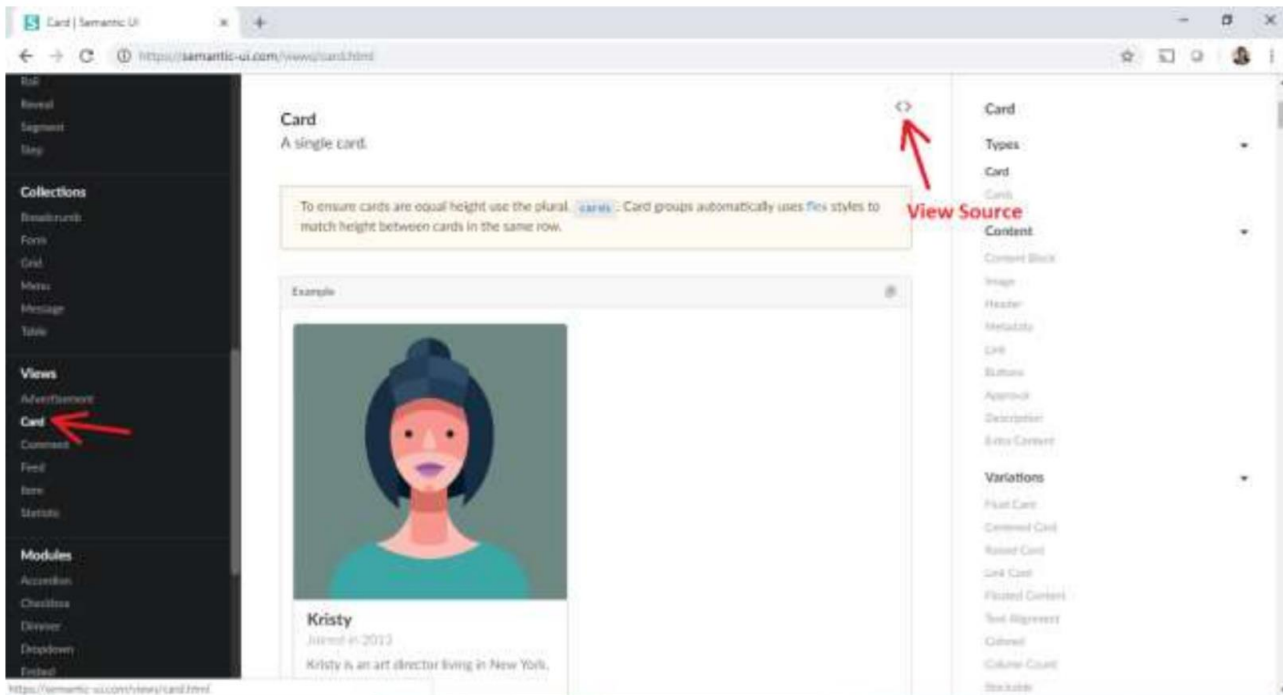 Card | Semantic UI
https://semantic-ui.com/views/card.html
Rail
Reveal
Segment
Step
Collections
Breadcrumb
Form
Grid
Menu
Message
Table
Views
Advertisement
Card
Comment
Feed
Item
Statistic
Modules
Accordion
Checkbox
Dimmer
Dropdown
Embed
https://semantic-ui.com/views/card.html
Card
A single card.
<>
View Source
To ensure cards are equal height use the plural cards. Card groups automatically uses flex styles to
match height between cards in the same row.
Example
Kristy
Joined in 2013
Kristy is an art director living in New York.
Card
Types
Card
Cards
Content
Content Block
Image
Header
Metadata
Link
Buttons
Approval
Description
Extra Content
Variations
Fluid Card
Centered Card
Raised Card
Link Card
Floated Content
Text Alignment
Colored
Column Count
Stackable